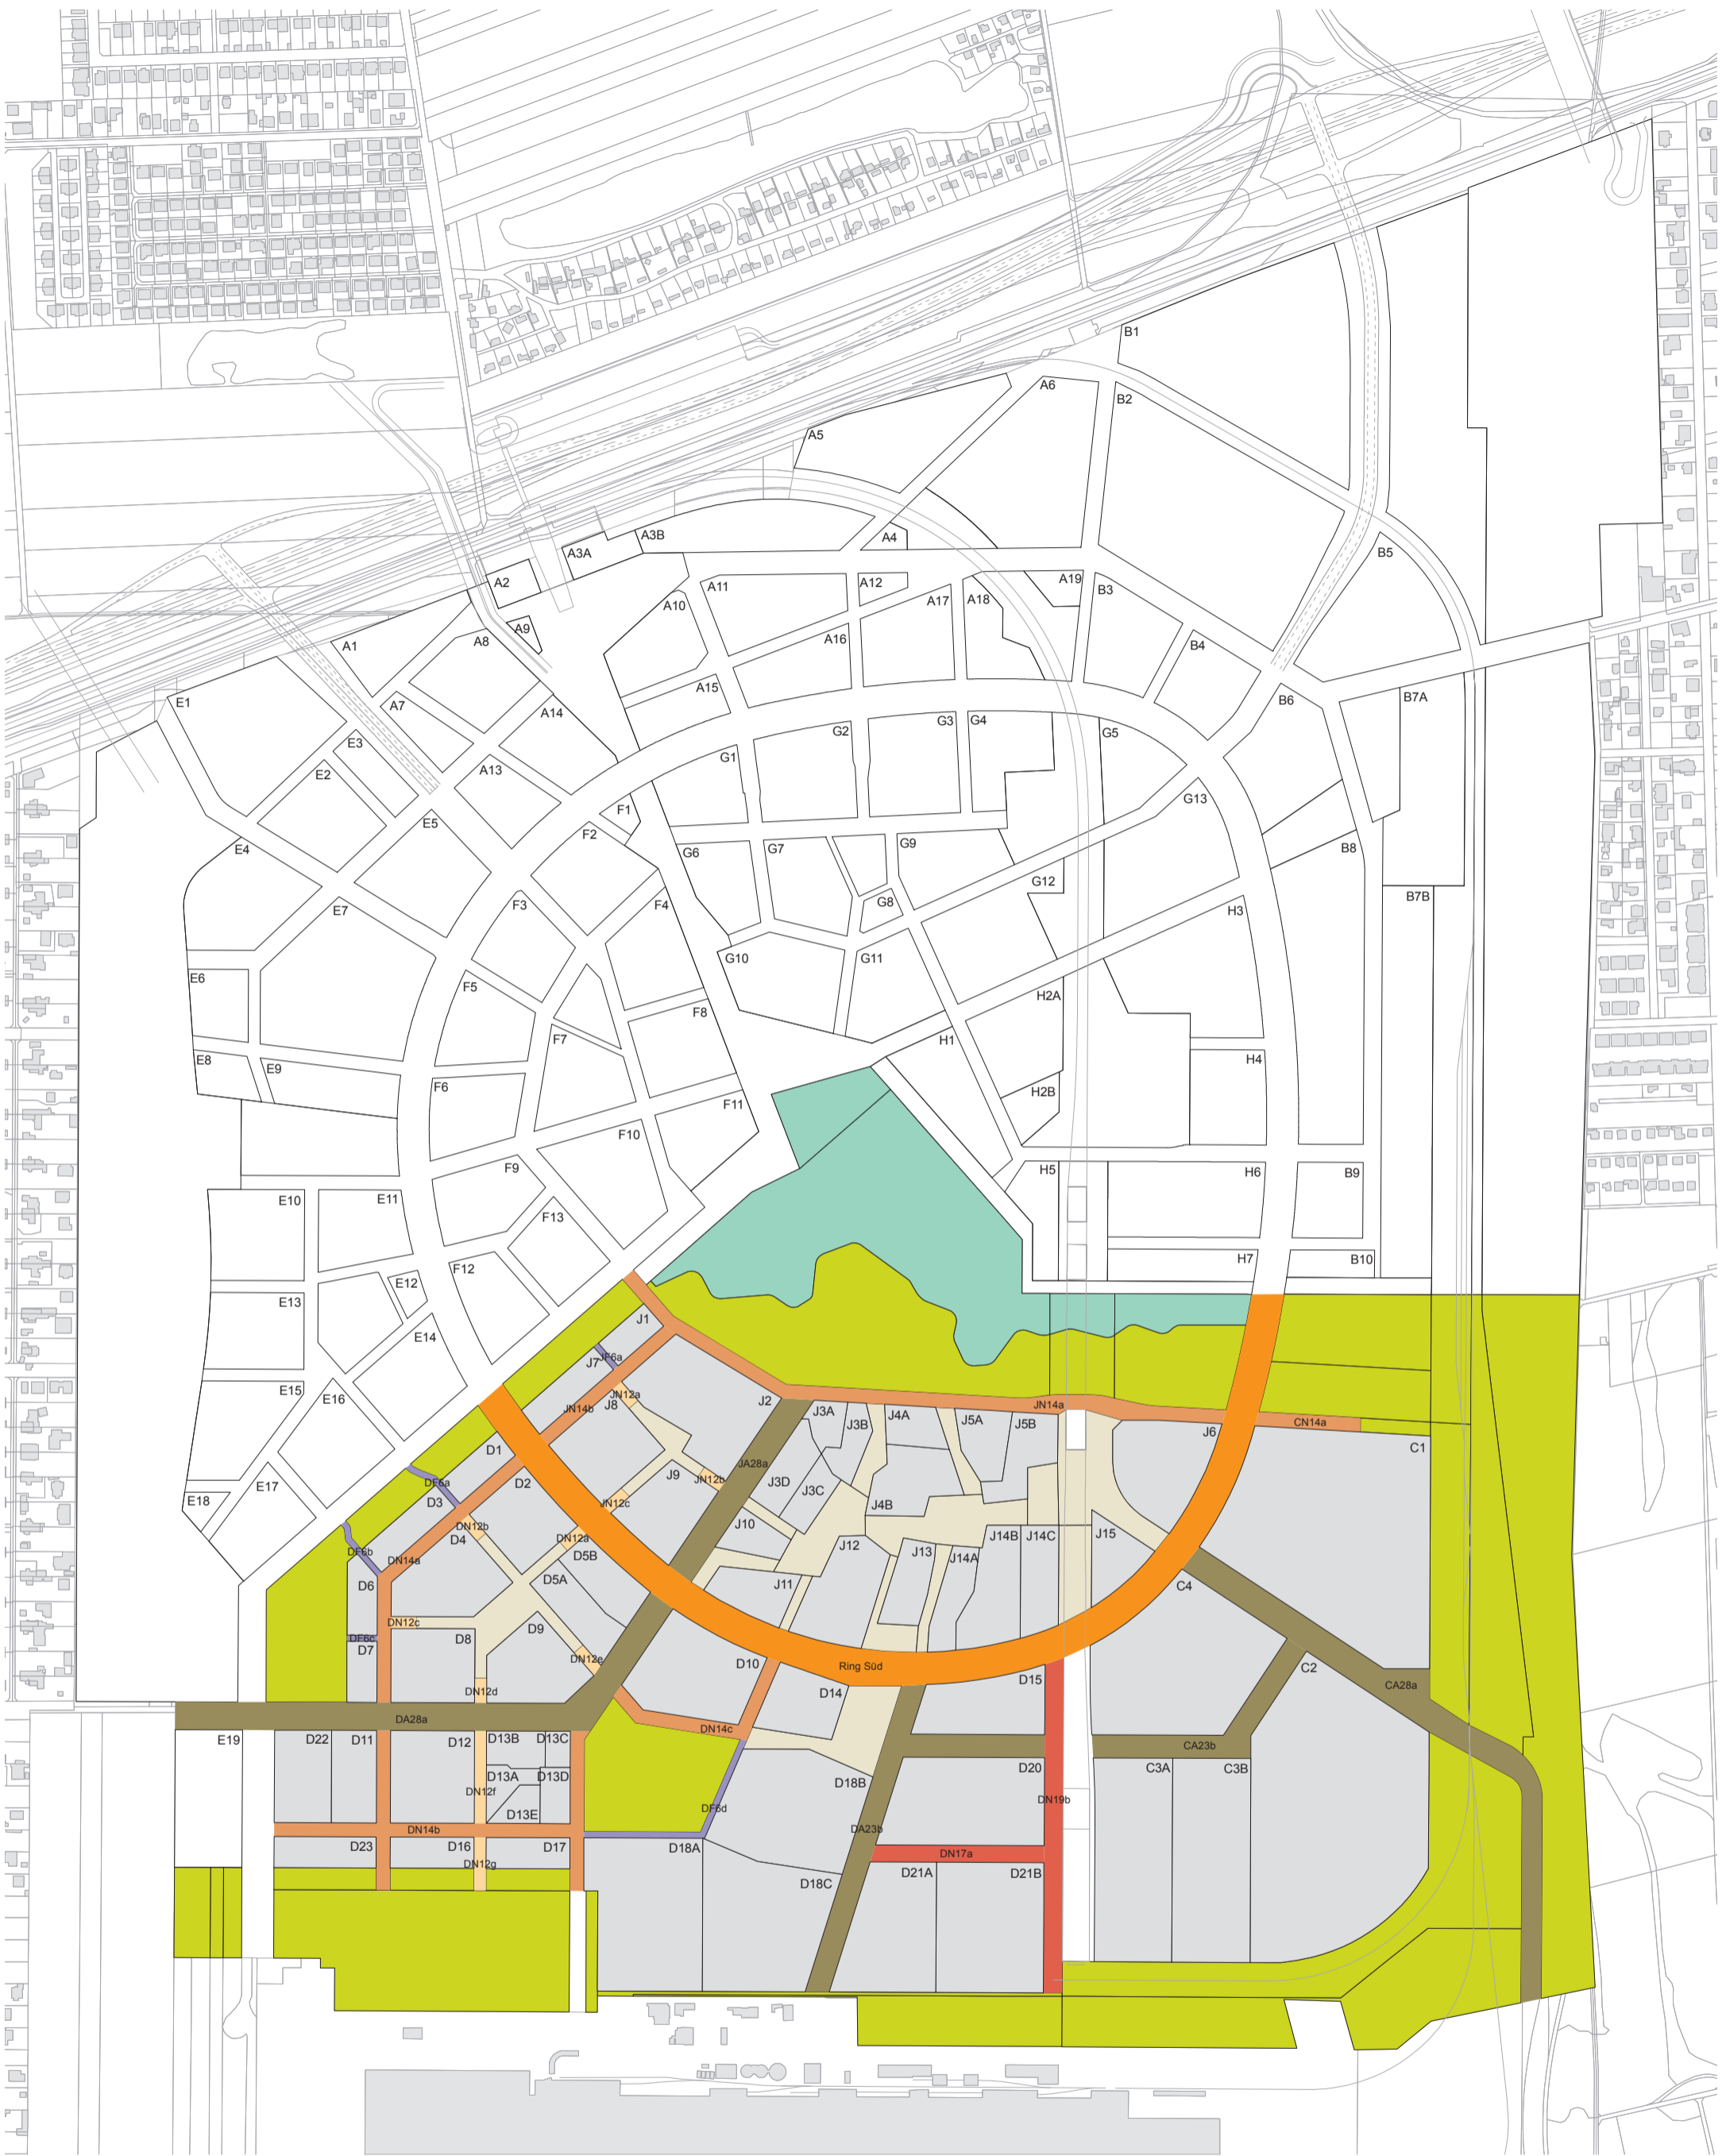 B1
A6
B2
A5
A3B
A4
A3A
B5
A2
A11
A12
A19
B3
A10
A17
A18
A9
A1
A8
A16
B4
A15
B7A
E1
A7
A14
B6
E3
G2
G3
G4
G5
G1
E2
A13
G13
F1
E5
F2
E4
G6
G7
G9
B8
G12
B7B
E7
F3
F4
G8
H3
G10
G11
E6
F5
H2A
F8
E8
E9
F7
H1
H4
F6
H2B
F11
F10
F9
H5
H6
B9
E10
E11
F13
F12
H7
B10
E12
E13
E14
J1
JF6a
J7
E15
E16
JN12a
J8
JN14b
J2
JN14a
J3A
J3B
J4A
J5A
J5B
J6
CN14a
C1
D1
DF6a
D2
J9
JN12b
JA28a
J3D
J3C
E17
E18
D3
JN12c
J4B
DN12b
D4
DN12a
J10
J14B
J14C
J15
DF6b
DN14a
D5B
J12
J13
J14A
D6
D5A
J11
C4
DN12c
DF6c
D7
D8
D9
DN12e
D10
Ring Süd
D15
C2
CA28a
DN12d
D14
DA28a
DN14c
E19
D22
D11
D12
D13B
D13C
CA23b
D13A
D13D
DN12f
D18B
D20
C3A
C3B
DN19b
D13E
DF6d
DN14b
DA23b
D23
D16
D17
D18A
DN17a
DN12g
D18C
D21A
D21B